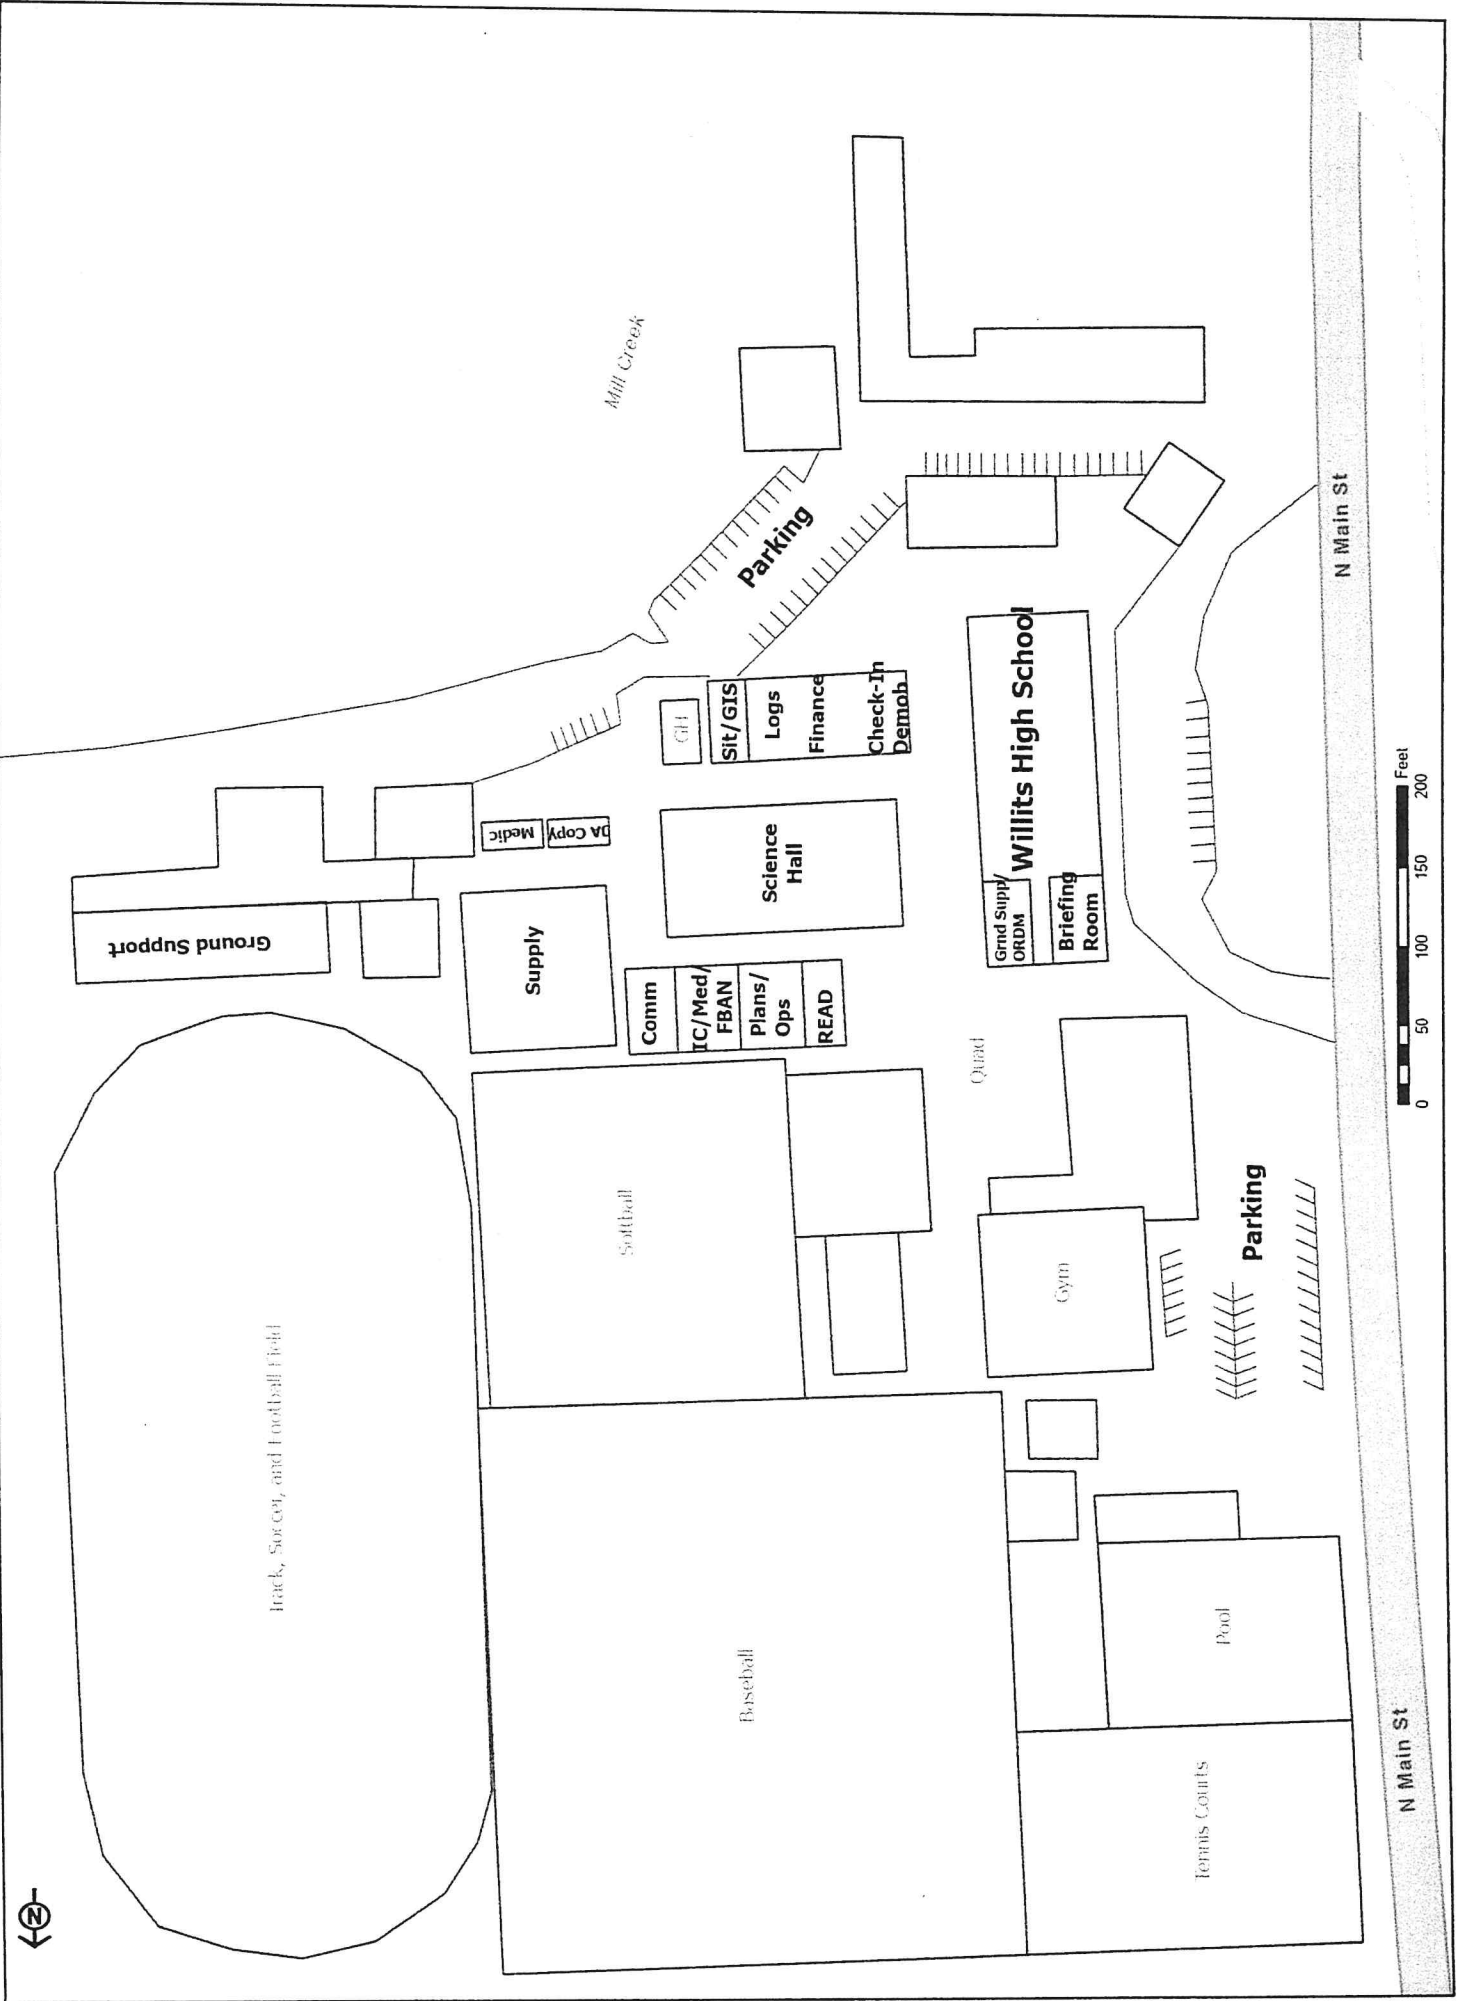 N
Track, Soccer, and Football Field
Baseball
Tennis Courts
Pool
Softball
Gym
Parking
Quad
Ground Support
Supply
Comm
IC/Med/
FBAN
Plans/
Ops
READ
Medic
OA Copy
Science
Hall
Grnd Supp/
ORDM
Briefing
Room
Willits High School
GH
Sit/GIS
Logs
Finance
Check-In
Demob
Parking
Mill Creek
N Main St
N Main St
0 50 100 150 200
Feet